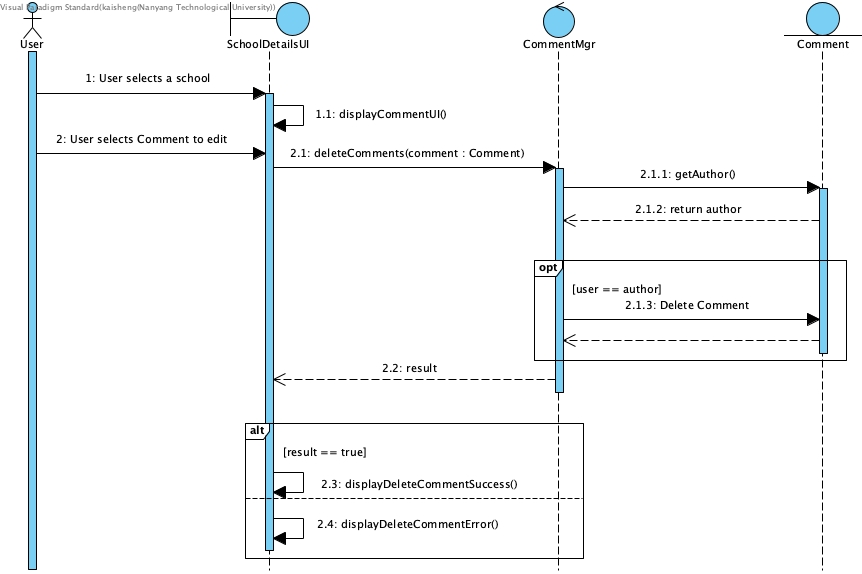 Visual Paradigm Standard(kaisheng(Nanyang Technological University))
User
SchoolDetailsUI
CommentMgr
Comment
1: User selects a school
1.1: displayCommentUI()
2: User selects Comment to edit
2.1: deleteComments(comment : Comment)
2.1.1: getAuthor()
2.1.2: return author
opt
[user == author]
2.1.3: Delete Comment
2.2: result
alt
[result == true]
2.3: displayDeleteCommentSuccess()
2.4: displayDeleteCommentError()